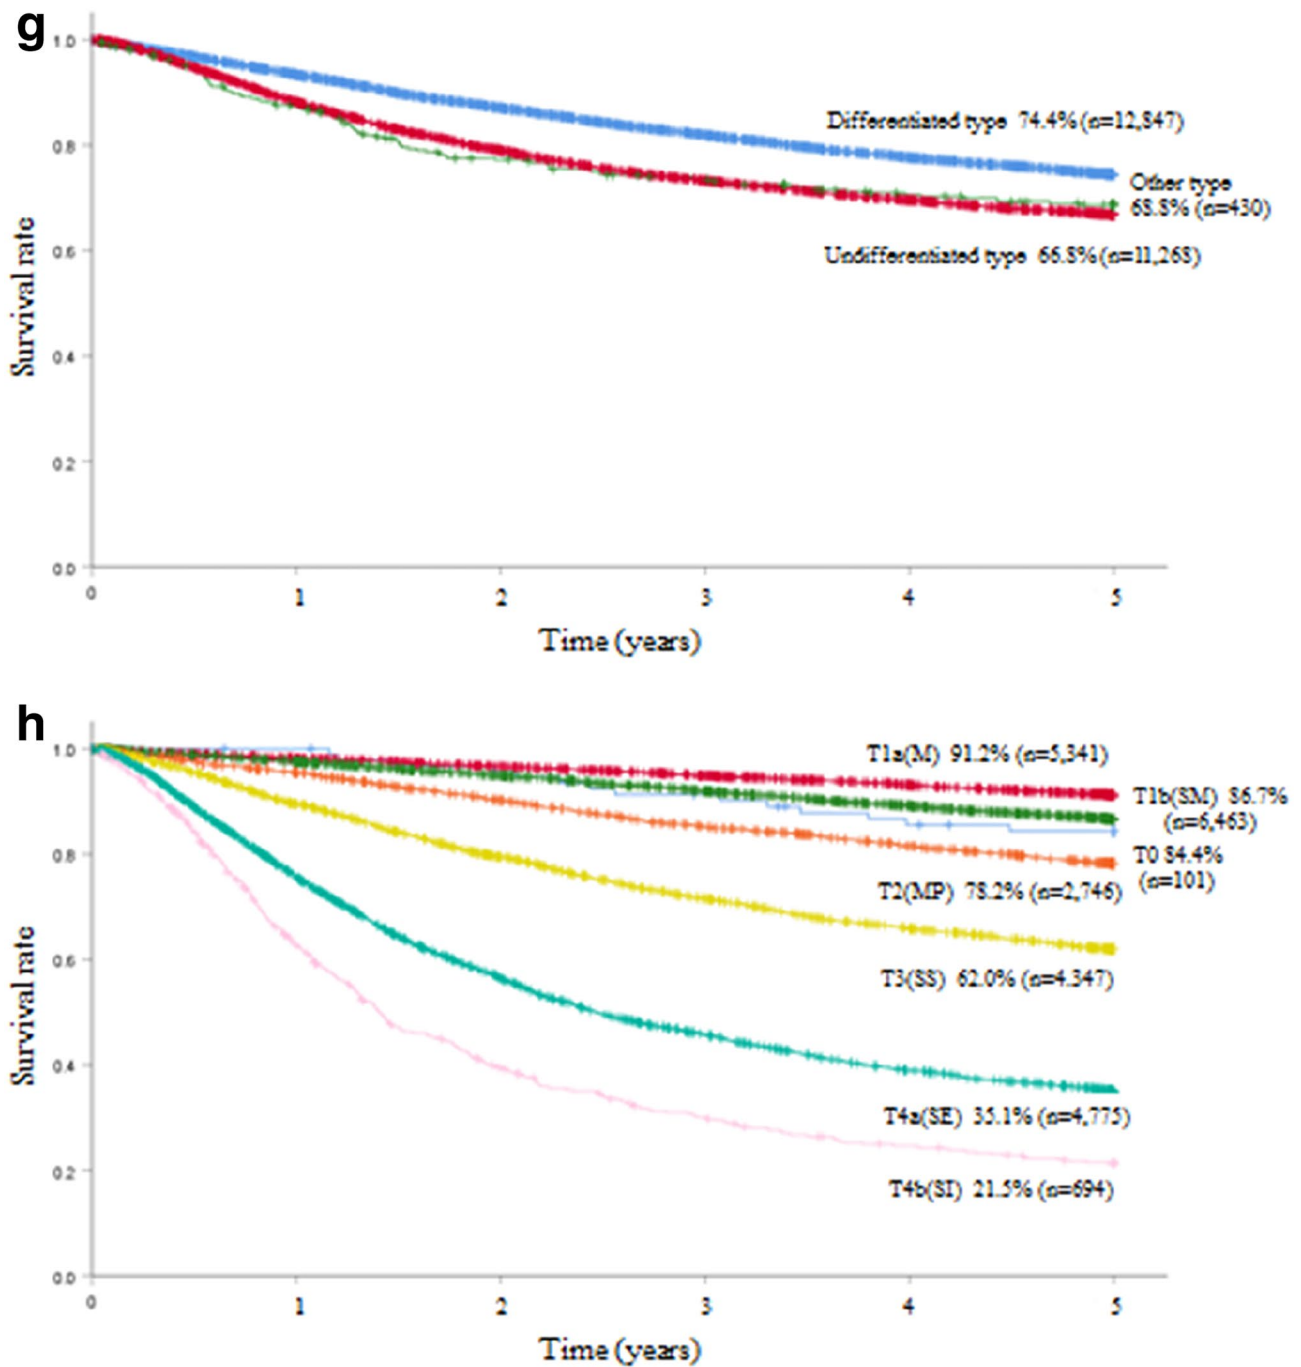 g
1.0
Differentiated type 74.4% (n=12,847)
0.8
Other type
68.8% (n=430)
0.6
Undifferentiated type 66.8% (n=11,268)
Survival rate
0.4
0.2
0.0
0 1 2 3 4 5
Time (years)
h
1.0
T1a(M) 91.2% (n=5,341)
T1b(SM) 86.7%
(n=6,463)
0.8
T0 84.4%
(n=101)
T2(MP) 78.2% (n=2,746)
0.6
T3(SS) 62.0% (n=4.347)
Survival rate
0.4
T4a(SE) 35.1% (n=4,775)
0.2
T4b(SI) 21.5% (n=694)
0.0
0 1 2 3 4 5
Time (years)